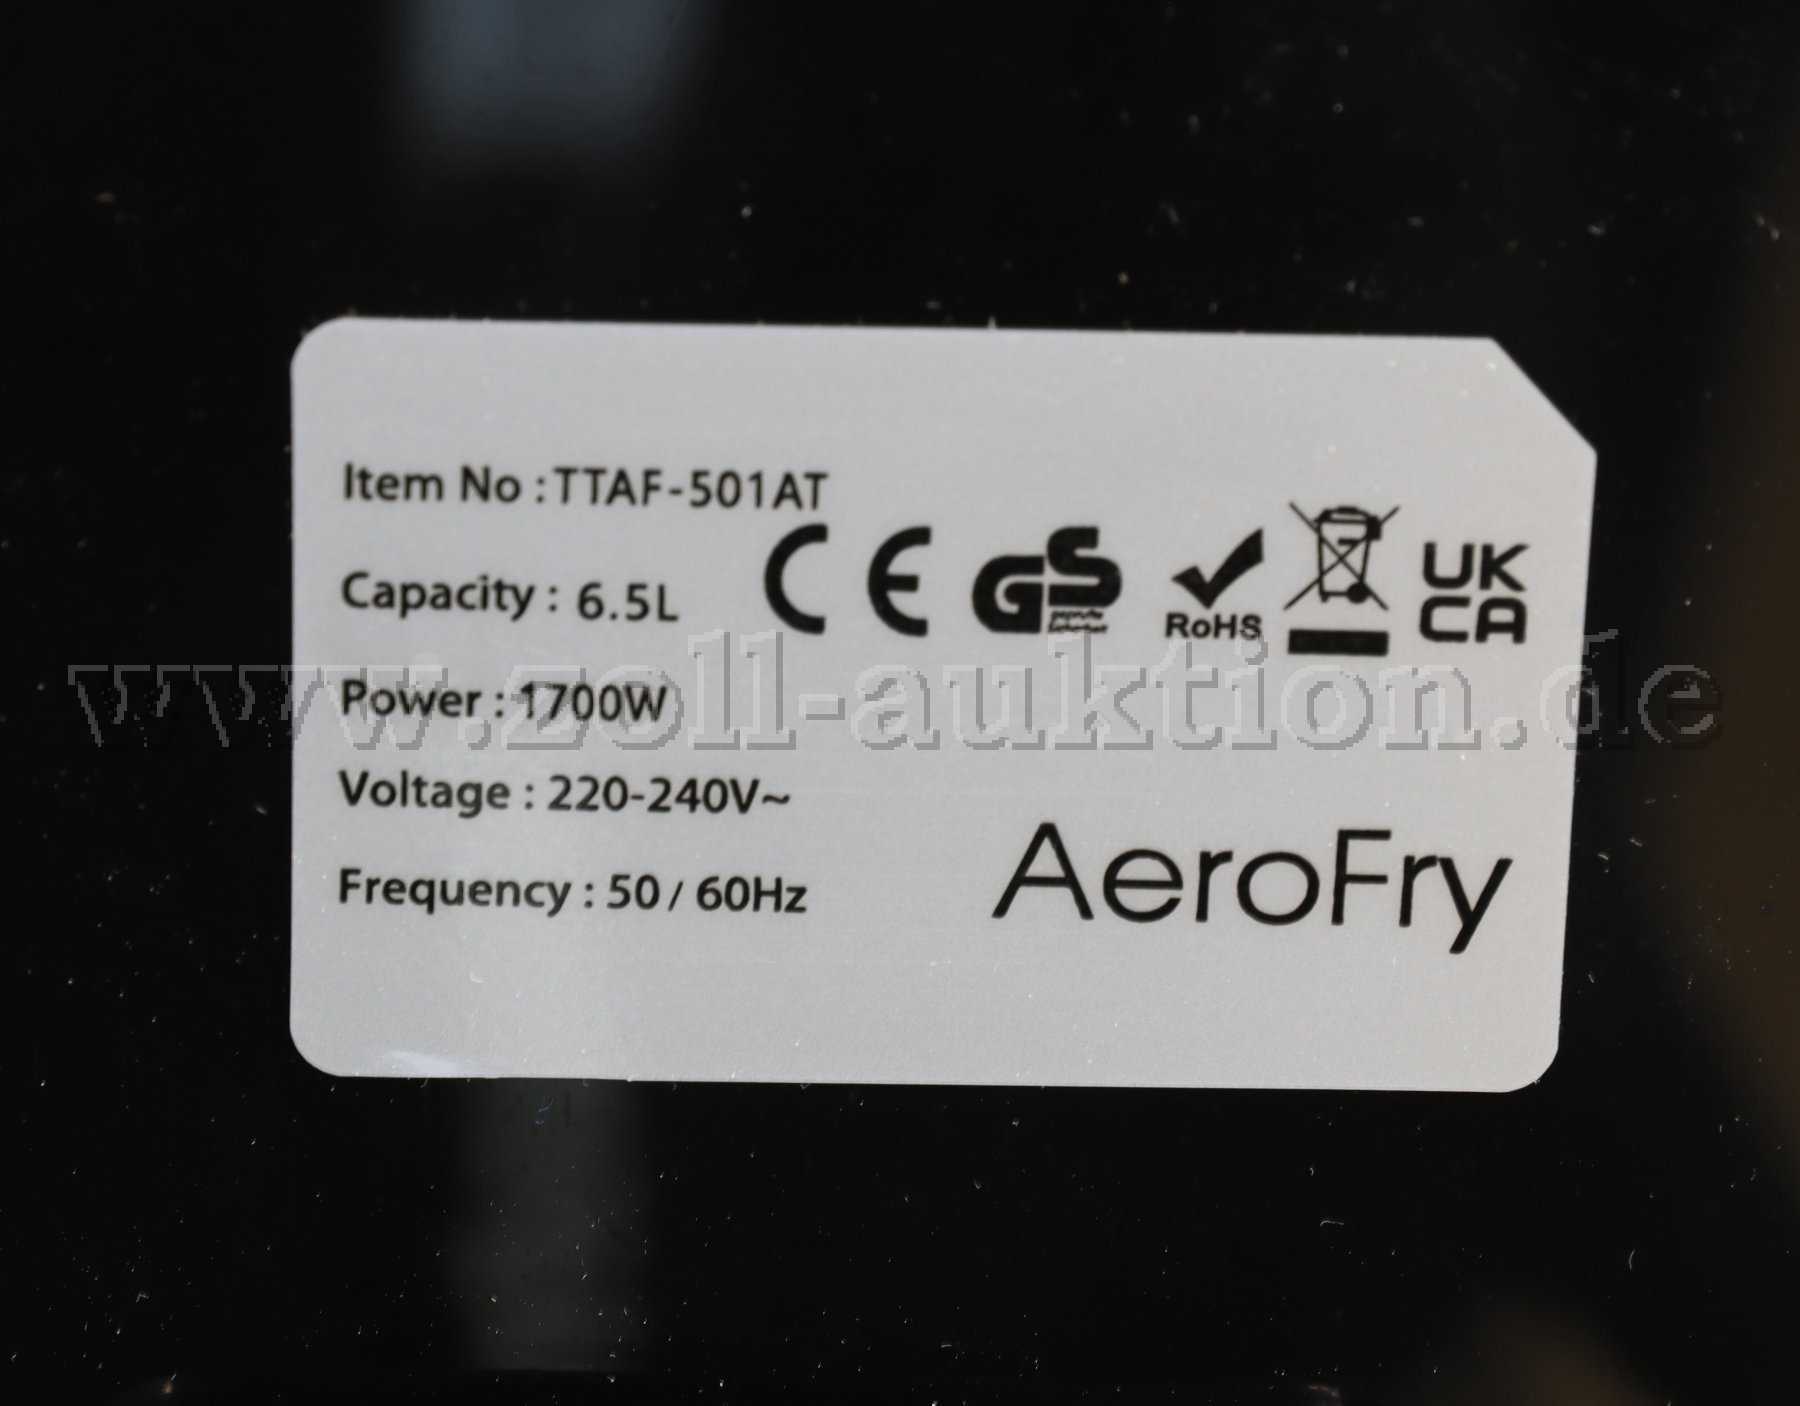 Item No : TTAF-501AT
Capacity : 6.5L
CE GS RoHS UK CA
Power : 1700W
www.zoll-auktion.de
Voltage : 220-240V~
Frequency : 50 / 60Hz
AeroFry